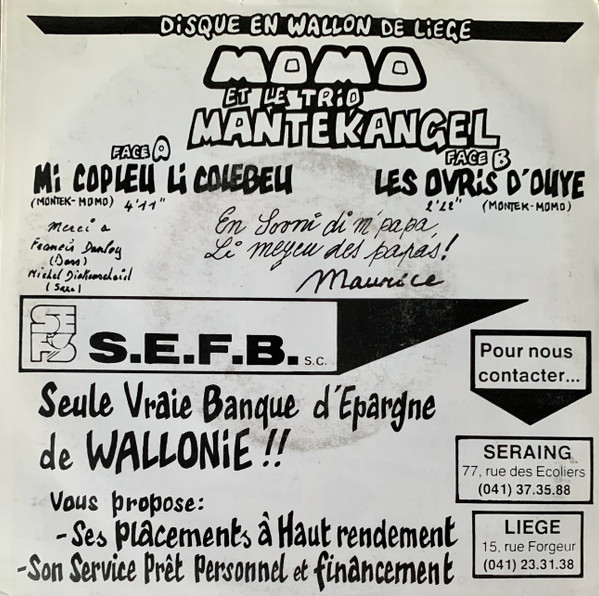 DISQUE EN WALLON DE LIEGE
MOMO
ET LE TRIO
MANTEKANGEL
FACE A
MI COPLEU LI COLEBEU
(MONTEK-MOMO) 4'11"
FACE B
LES OVRIS D'OUYE
2'22" (MONTEK-MOMO)
Merci a
Francis Danloy
(Bass)
Michel
(Saxo)
En Sovni di m'papa,
Li meyeu des papas!
Maurice
SEFB
S.E.F.B. s.c.
Seule Vraie Banque d'Epargne
de WALLONIE !!
Vous propose:
-Ses Placements à Haut rendement
-Son Service Prêt Personnel et financement
Pour nous
contacter...
SERAING
77, rue des Ecoliers
(041) 37.35.88
LIEGE
15, rue Forgeur
(041) 23.31.38